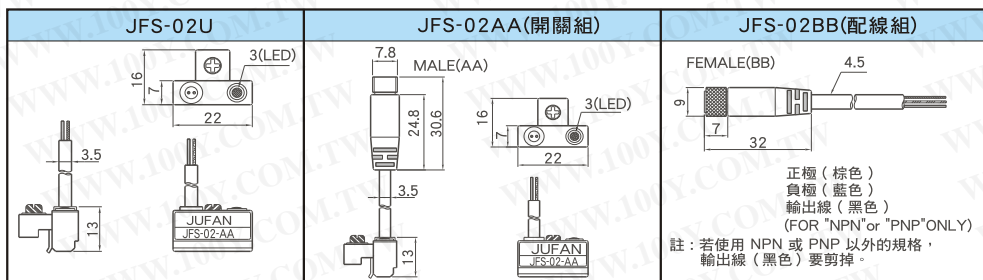 JFS-02U
JFS-02AA(開關組)
JFS-02BB(配線組)
3(LED)
16
7
22
3.5
13
JUFAN
JFS-02-AA
7.8
MALE(AA)
24.8
30.6
3.5
13
3(LED)
16
7
22
JUFAN
JFS-02-AA
FEMALE(BB)
4.5
9
7
32
正極（棕色）
負極（藍色）
輸出線（黑色）
(FOR "NPN"or "PNP"ONLY)
註：若使用 NPN 或 PNP 以外的規格，
輸出線（黑色）要剪掉。
WWW.100Y.COM.TW